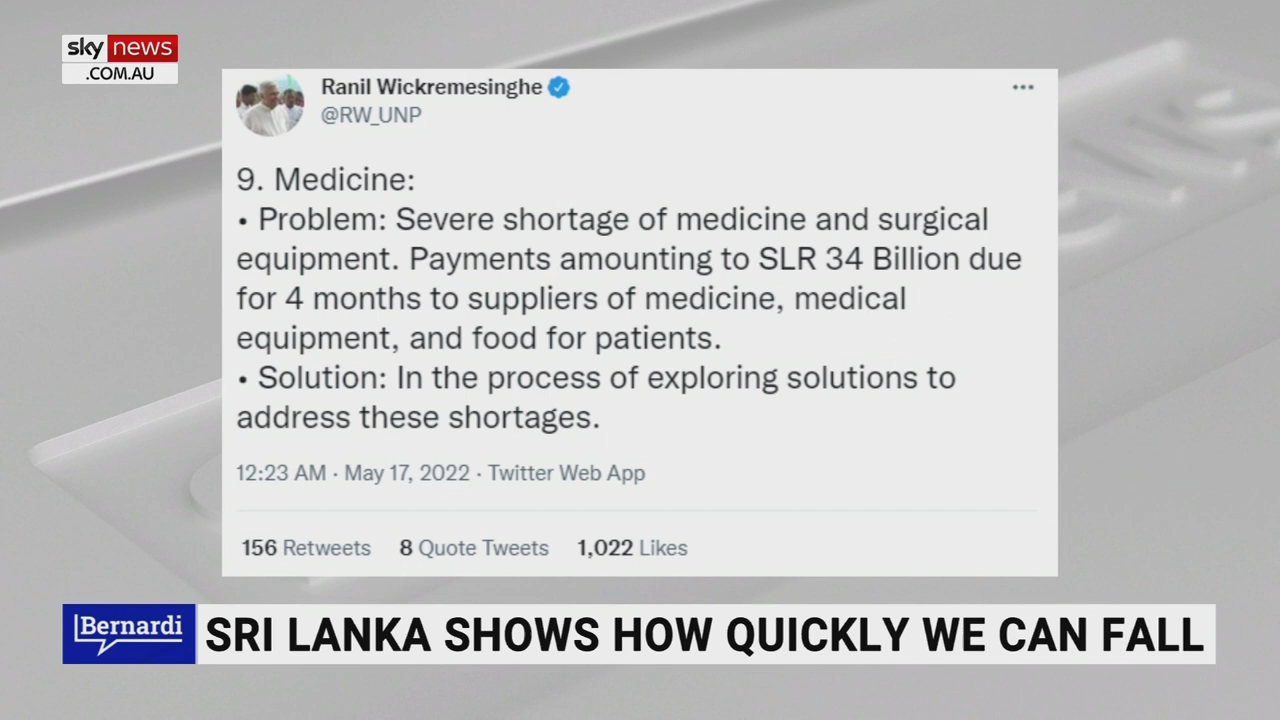 sky news
.COM.AU
Ranil Wickremesinghe
@RW_UNP
9. Medicine:
• Problem: Severe shortage of medicine and surgical
equipment. Payments amounting to SLR 34 Billion due
for 4 months to suppliers of medicine, medical
equipment, and food for patients.
• Solution: In the process of exploring solutions to
address these shortages.
12:23 AM · May 17, 2022 · Twitter Web App
156 Retweets 8 Quote Tweets 1,022 Likes
Bernardi
SRI LANKA SHOWS HOW QUICKLY WE CAN FALL